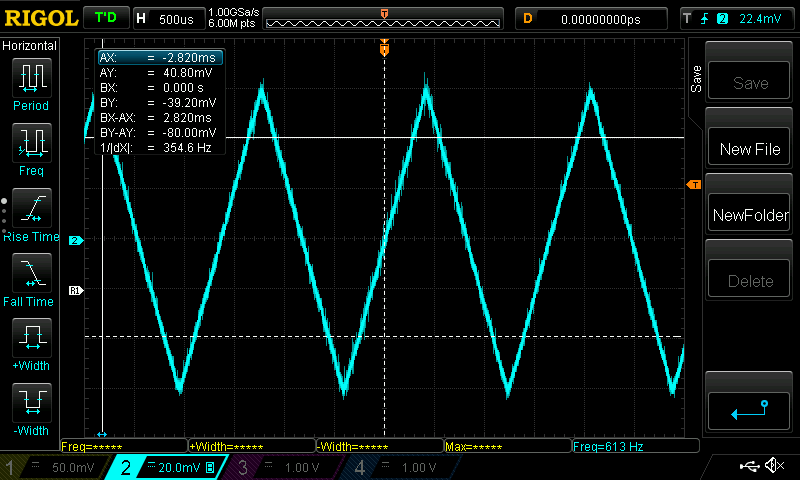 RIGOL T'D H 500us 1.00GSa/s 6.00M pts T D 0.00000000ps T 2 22.4mV
Horizontal
Period
Freq
Rise Time
Fall Time
+Width
-Width
AX: = -2.820ms
AY: = 40.80mV
BX: = 0.000 s
BY: = -39.20mV
BX-AX: = 2.820ms
BY-AY: = -80.00mV
1/|dX|: = 354.6 Hz
T
T
2
R1
Save
Save
New File
NewFolder
Delete
Freq=***** +Width=***** -Width=***** Max=***** Freq=613 Hz
1 50.0mV 2 20.0mV B 3 1.00 V 4 1.00 V